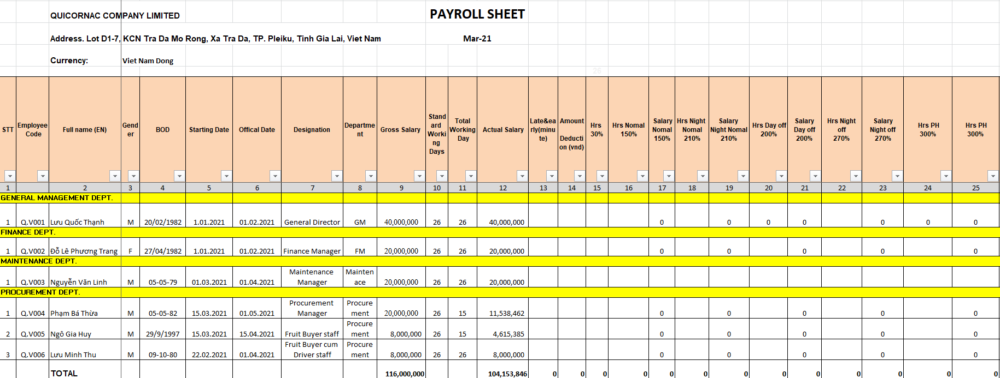 QUICORNAC COMPANY LIMITED PAYROLL SHEET
Address. Lot D1-7, KCN Tra Da Mo Rong, Xa Tra Da, TP. Pleiku, Tinh Gia Lai, Viet Nam Mar-21
Currency: Viet Nam Dong
26
STT Employee Code Full name (EN) Gender BOD Starting Date Offical Date Designation Department Gross Salary Standard Working Days Total Working Day Actual Salary Late&early(minute) Amount Deduction (vnd) Hrs 30% Hrs Nomal 150% Salary Nomal 150% Hrs Night Nomal 210% Salary Night Nomal 210% Hrs Day off 200% Salary Day off 200% Hrs Night off 270% Salary Night off 270% Hrs PH 300% Hrs PH 300%
1 2 3 4 5 6 7 8 9 10 11 12 13 14 15 16 17 18 19 20 21 22 23 24 25
GENERAL MANAGEMENT DEPT.
1 Q.V001 Lưu Quốc Thạnh M 20/02/1982 1.01.2021 01.02.2021 General Director GM 40,000,000 26 26 40,000,000 0 0 0 0 0 0 0
FINANCE DEPT.
1 Q.V002 Đỗ Lê Phương Trang F 27/04/1982 1.01.2021 01.02.2021 Finance Manager FM 20,000,000 26 26 20,000,000 0 0 0 0 0
MAINTENANCE DEPT.
1 Q.V003 Nguyễn Văn Linh M 05-05-79 01.03.2021 01.04.2021 Maintenance Manager Maintenace 20,000,000 26 26 20,000,000
PROCUREMENT DEPT.
1 Q.V004 Phạm Bá Thừa M 05-05-82 15.03.2021 01.05.2021 Procurement Manager Procurement 20,000,000 26 15 11,538,462 0 0 0 0 0
2 Q.V005 Ngô Gia Huy M 29/9/1997 15.03.2021 15.04.2021 Fruit Buyer staff Procurement 8,000,000 26 15 4,615,385 0 0 0 0 0
3 Q.V006 Lưu Minh Thu M 09-10-80 22.02.2021 01.04.2021 Fruit Buyer cum Driver staff Procurement 8,000,000 26 26 8,000,000 0 0 0 0 0
TOTAL 116,000,000 104,153,846 0 0 0 0 0 0 0 0 0 0 0 0 0